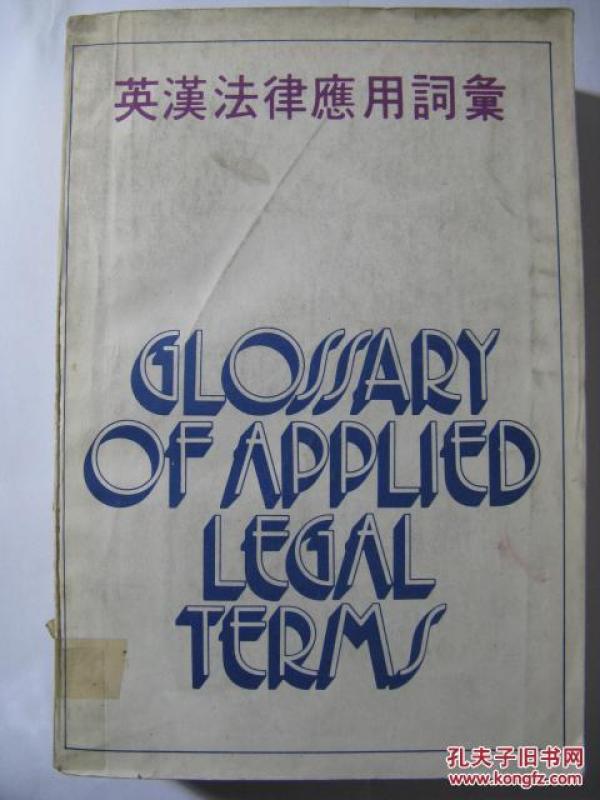 英漢法律應用詞彙
GLOSSARY
OF APPLIED
LEGAL
TERMS
孔夫子旧书网
www.kongfz.com